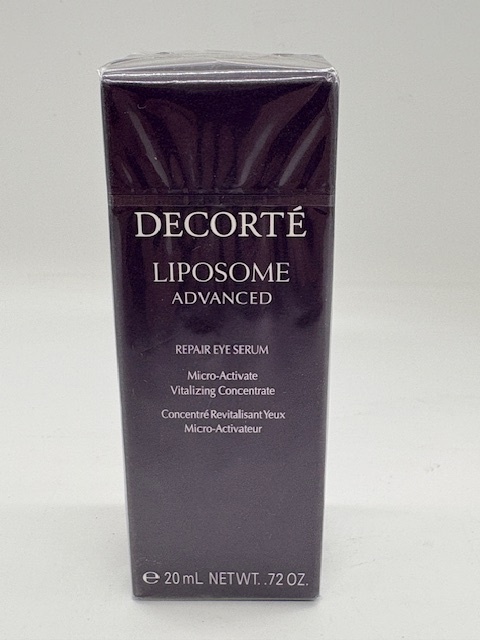 DECORTÉ
LIPOSOME
ADVANCED
REPAIR EYE SERUM
Micro-Activate
Vitalizing Concentrate
Concentré Revitalisant Yeux
Micro-Activateur
℮ 20 mL NET WT. .72 OZ.